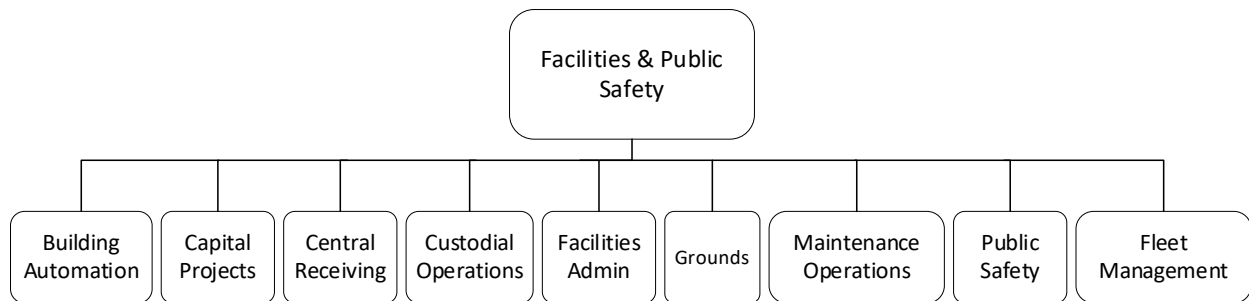 Facilities & Public
Safety
Building
Automation
Capital
Projects
Central
Receiving
Custodial
Operations
Facilities
Admin
Grounds
Maintenance
Operations
Public
Safety
Fleet
Management